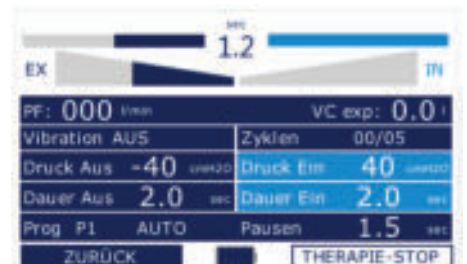 sec
1.2
EX IN
PF: 000 l/min VC exp: 0.0 l
Vibration AUS Zyklen 00/05
Druck Aus -40 cmH2O Druck Ein 40 cmH2O
Dauer Aus 2.0 sec Dauer Ein 2.0 sec
Prog P1 AUTO Pausen 1.5 sec
ZURÜCK THERAPIE-STOP